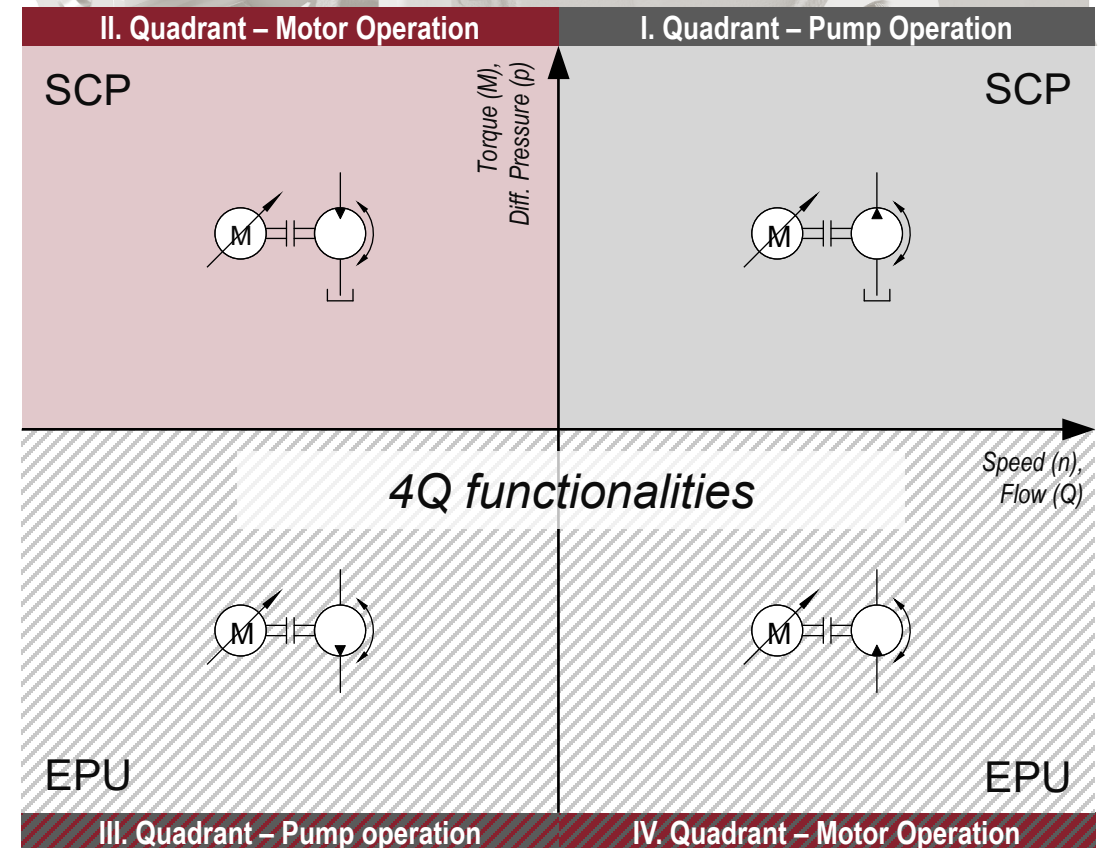 II. Quadrant – Motor Operation
I. Quadrant – Pump Operation
SCP
Torque (M),
Diff. Pressure (p)
SCP
M
M
Speed (n),
Flow (Q)
4Q functionalities
M
M
EPU
EPU
III. Quadrant – Pump operation
IV. Quadrant – Motor Operation